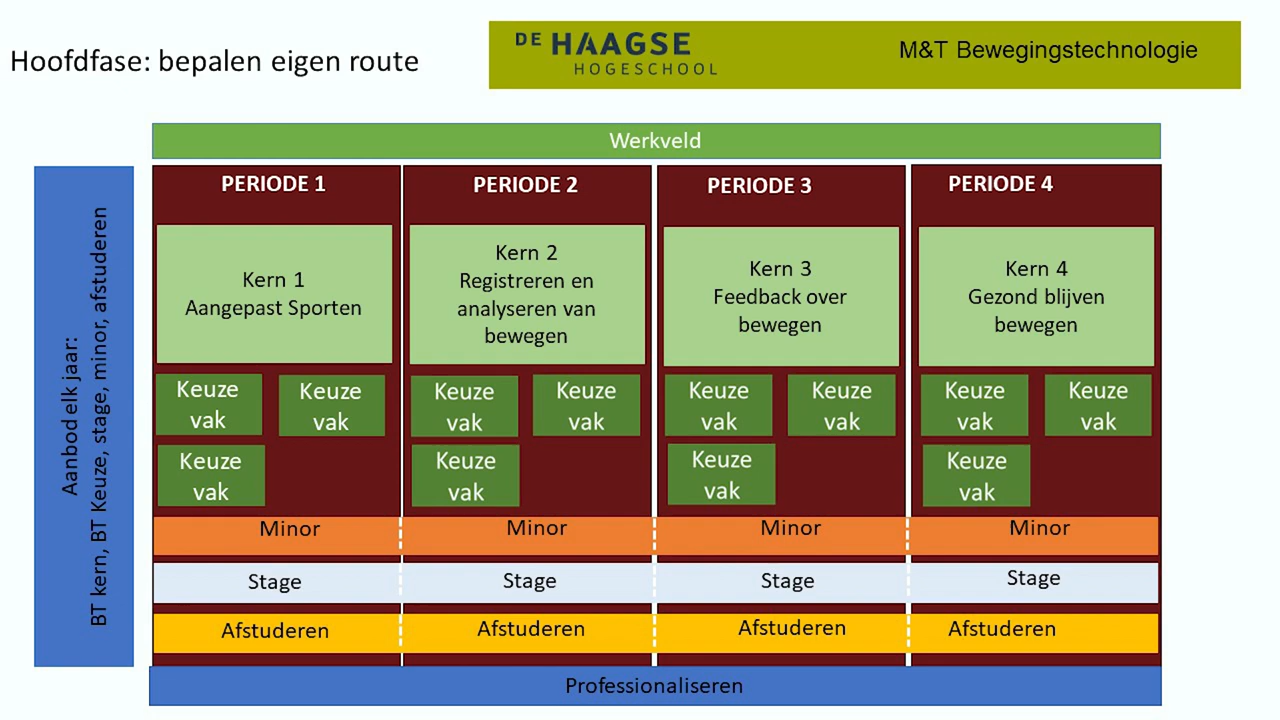 Hoofdfase: bepalen eigen route
DE HAAGSE
HOGESCHOOL
M&T Bewegingstechnologie
Werkveld
Aanbod elk jaar:
BT kern, BT Keuze, stage, minor, afstuderen
PERIODE 1
PERIODE 2
PERIODE 3
PERIODE 4
Kern 1
Aangepast Sporten
Kern 2
Registreren en
analyseren van
bewegen
Kern 3
Feedback over
bewegen
Kern 4
Gezond blijven
bewegen
Keuze
vak
Keuze
vak
Keuze
vak
Keuze
vak
Keuze
vak
Keuze
vak
Keuze
vak
Keuze
vak
Keuze
vak
Keuze
vak
Keuze
vak
Keuze
vak
Minor
Minor
Minor
Minor
Stage
Stage
Stage
Stage
Afstuderen
Afstuderen
Afstuderen
Afstuderen
Professionaliseren